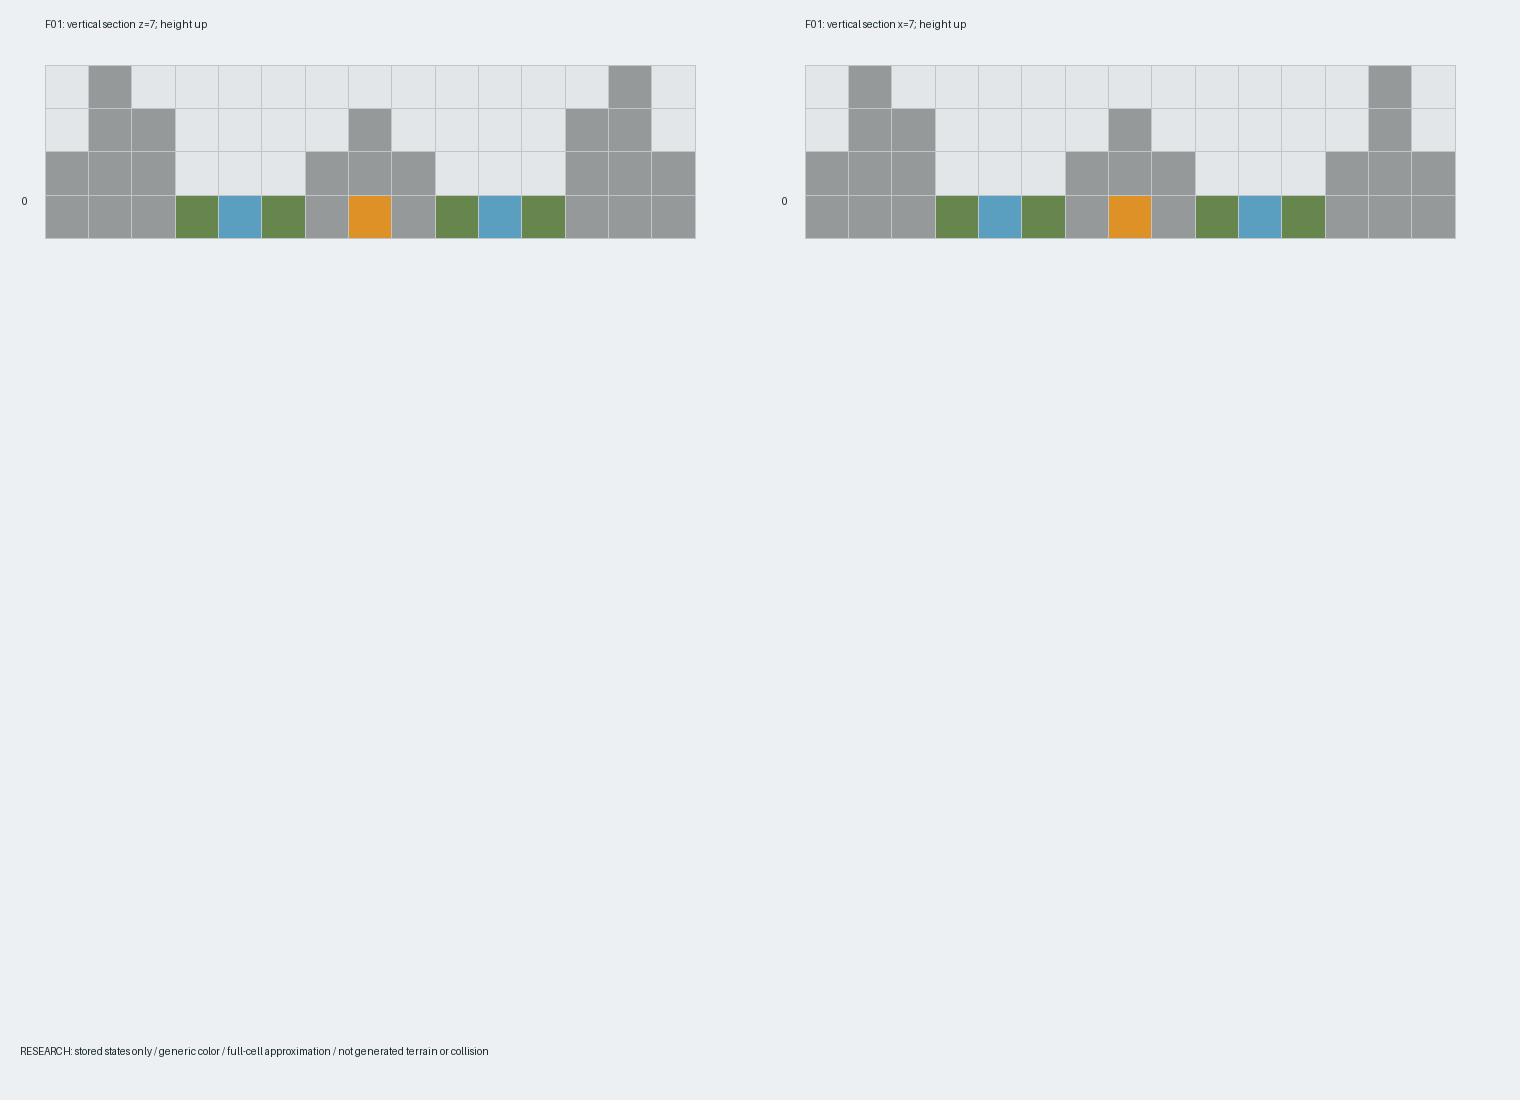 F01: vertical section z=7; height up
F01: vertical section x=7; height up
0
0
RESEARCH: stored states only / generic color / full-cell approximation / not generated terrain or collision